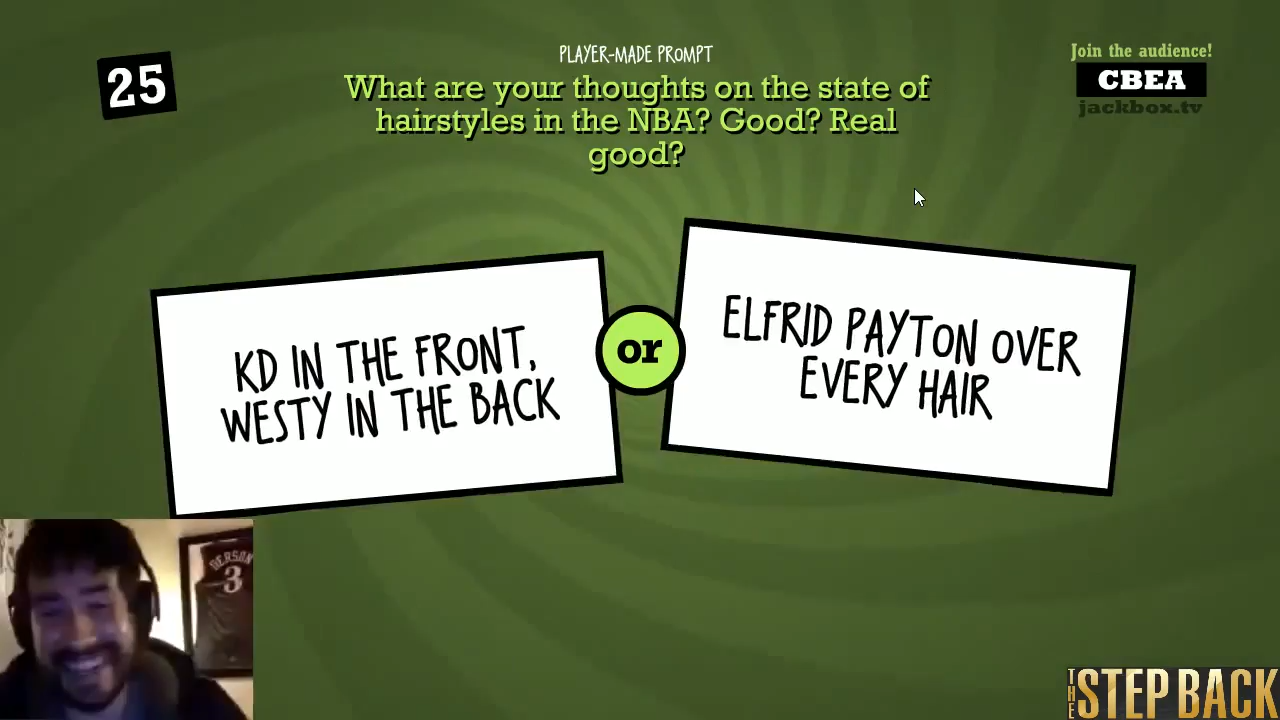 25
PLAYER-MADE PROMPT
What are your thoughts on the state of
hairstyles in the NBA? Good? Real
good?
Join the audience!
CBEA
jackbox.tv
KD IN THE FRONT,
WESTY IN THE BACK
or
ELFRID PAYTON OVER
EVERY HAIR
DERSON
3
THE STEP BACK